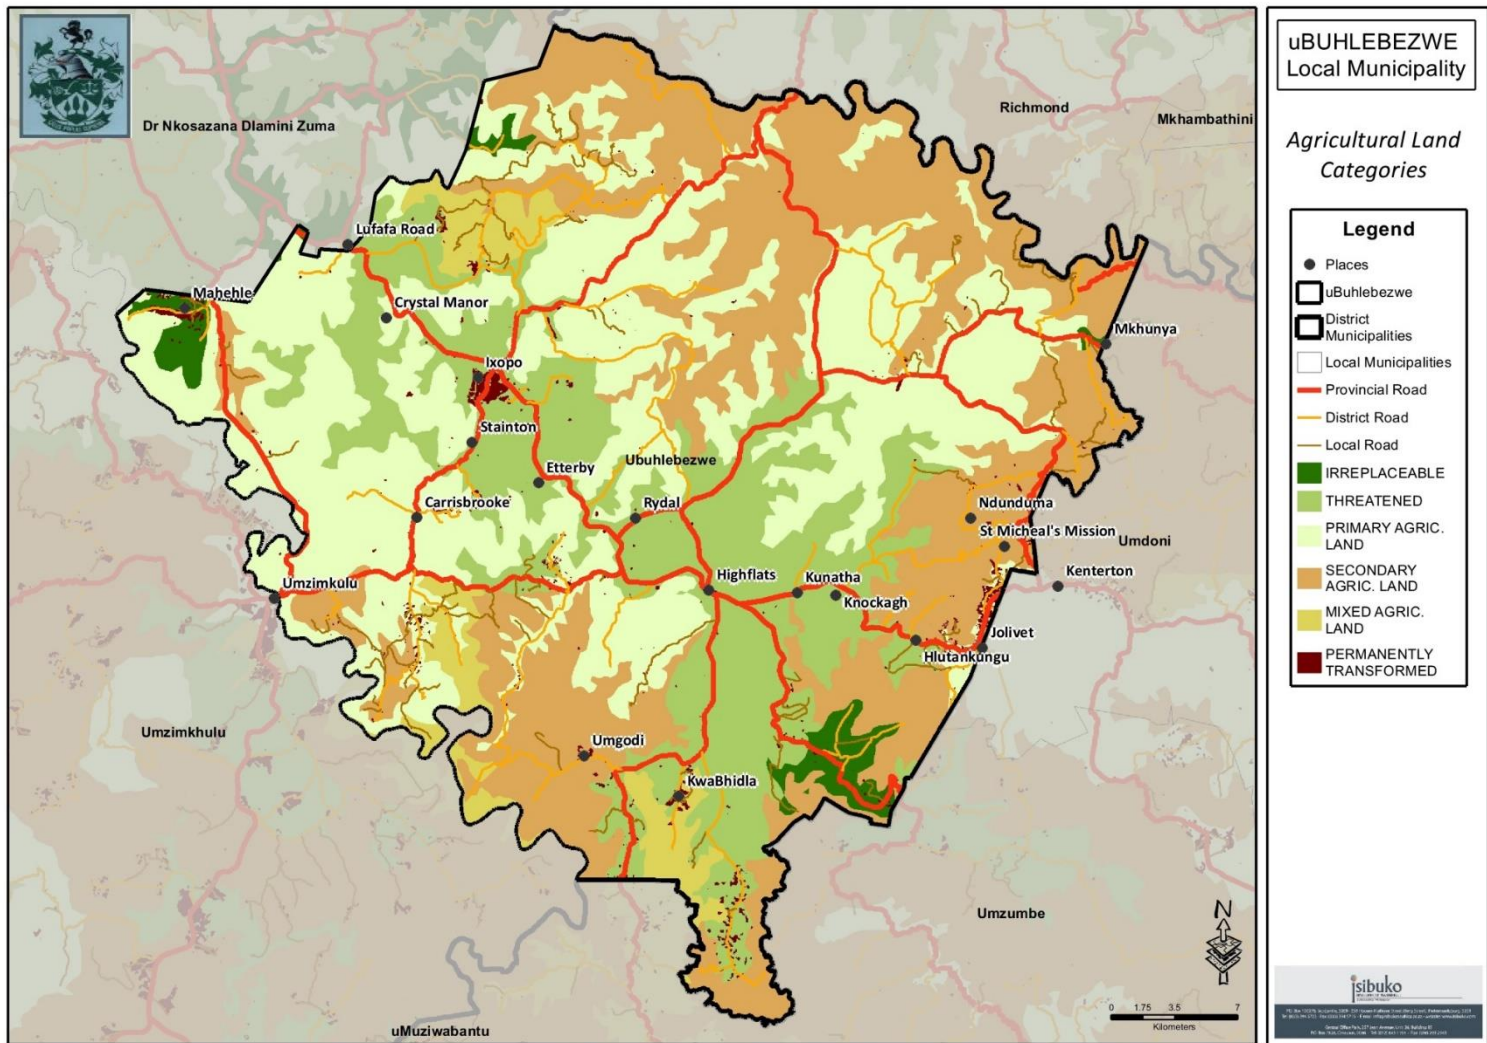 uBUHLEBEZWE
Local Municipality
Agricultural Land
Categories
Legend
Places
uBuhlebezwe
District
Municipalities
Local Municipalities
Provincial Road
District Road
Local Road
IRREPLACEABLE
THREATENED
PRIMARY AGRIC.
LAND
SECONDARY
AGRIC. LAND
MIXED AGRIC.
LAND
PERMANENTLY
TRANSFORMED
Richmond
Mkhambathini
Dr Nkosazana Dlamini Zuma
Lufafa Road
Mahehle
Crystal Manor
Mkhunya
Ixopo
Stainton
Ubuhlebezwe
Etterby
Carrisbrooke
Rydal
Ndunduma
St Micheal's Mission
Umdoni
Umzimkulu
Highflats
Kunatha
Kenterton
Knockagh
Jolivet
Hlutankungu
Umzimkhulu
Umgodi
KwaBhidla
Umzumbe
uMuziwabantu
N
0 1.75 3.5 7
Kilometers
isibuko